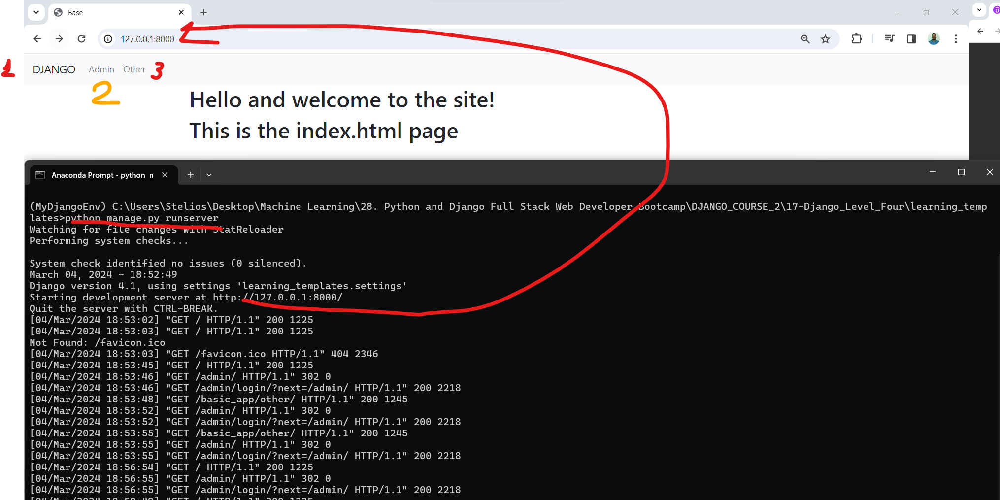 Base
127.0.0.1:8000
1 DJANGO Admin Other 3
2
Hello and welcome to the site!
This is the index.html page
Anaconda Prompt - python
(MyDjangoEnv) C:\Users\Stelios\Desktop\Machine Learning\28. Python and Django Full Stack Web Developer Bootcamp\DJANGO_COURSE_2\17-Django_Level_Four\learning_temp
lates>python manage.py runserver
Watching for file changes with StatReloader
Performing system checks...
System check identified no issues (0 silenced).
March 04, 2024 - 18:52:49
Django version 4.1, using settings 'learning_templates.settings'
Starting development server at http://127.0.0.1:8000/
Quit the server with CTRL-BREAK.
[04/Mar/2024 18:53:02] "GET / HTTP/1.1" 200 1225
[04/Mar/2024 18:53:03] "GET / HTTP/1.1" 200 1225
Not Found: /favicon.ico
[04/Mar/2024 18:53:03] "GET /favicon.ico HTTP/1.1" 404 2346
[04/Mar/2024 18:53:45] "GET / HTTP/1.1" 200 1225
[04/Mar/2024 18:53:46] "GET /admin/ HTTP/1.1" 302 0
[04/Mar/2024 18:53:46] "GET /admin/login/?next=/admin/ HTTP/1.1" 200 2218
[04/Mar/2024 18:53:48] "GET /basic_app/other/ HTTP/1.1" 200 1245
[04/Mar/2024 18:53:52] "GET /admin/ HTTP/1.1" 302 0
[04/Mar/2024 18:53:52] "GET /admin/login/?next=/admin/ HTTP/1.1" 200 2218
[04/Mar/2024 18:53:55] "GET /basic_app/other/ HTTP/1.1" 200 1245
[04/Mar/2024 18:53:55] "GET /admin/ HTTP/1.1" 302 0
[04/Mar/2024 18:53:55] "GET /admin/login/?next=/admin/ HTTP/1.1" 200 2218
[04/Mar/2024 18:56:54] "GET / HTTP/1.1" 200 1225
[04/Mar/2024 18:56:55] "GET /admin/ HTTP/1.1" 302 0
[04/Mar/2024 18:56:55] "GET /admin/login/?next=/admin/ HTTP/1.1" 200 2218